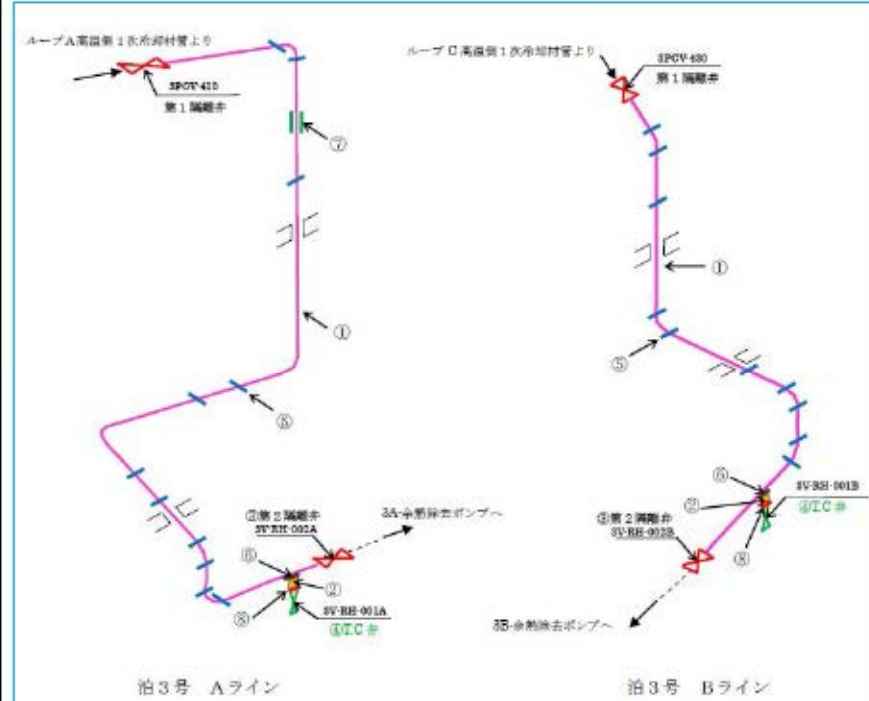 ループA高温側1次冷却材管より
3PCV-410
第1隔離弁
⑦
①
⑤
③第2隔離弁
3V-RH-002A
3A-余熱除去ポンプへ
⑥
②
⑧
3V-RH-001A
④T.C弁
泊3号 Aライン
ループC高温側1次冷却材管より
3PCV-430
第1隔離弁
①
⑤
⑥
②
3V-RH-001B
④T.C弁
⑧
③第2隔離弁
3V-RH-002B
3B-余熱除去ポンプへ
泊3号 Bライン